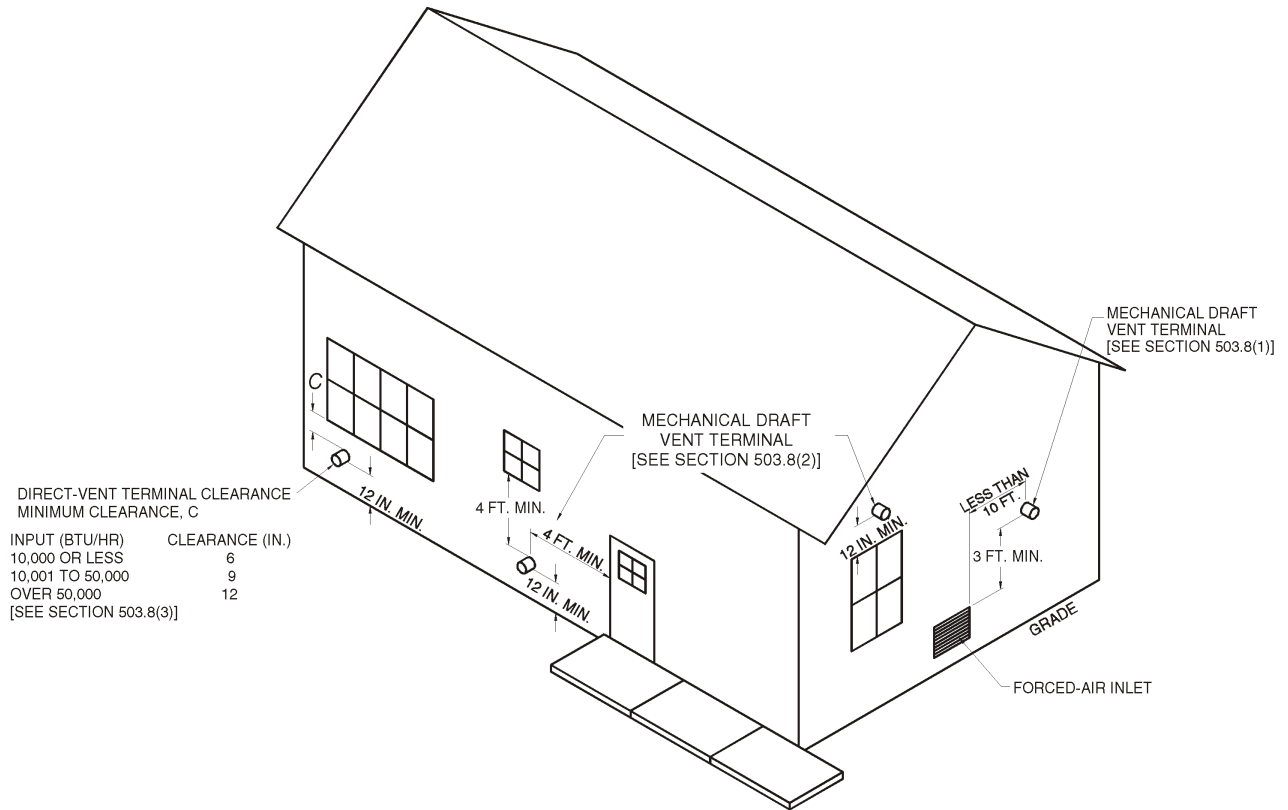 MECHANICAL DRAFT
VENT TERMINAL
[SEE SECTION 503.8(1)]
C
MECHANICAL DRAFT
VENT TERMINAL
[SEE SECTION 503.8(2)]
DIRECT-VENT TERMINAL CLEARANCE
MINIMUM CLEARANCE, C
INPUT (BTU/HR) CLEARANCE (IN.)
10,000 OR LESS 6
10,001 TO 50,000 9
OVER 50,000 12
[SEE SECTION 503.8(3)]
12 IN. MIN.
4 FT. MIN.
4 FT. MIN.
12 IN. MIN.
12 IN. MIN.
LESS THAN
10 FT.
3 FT. MIN.
GRADE
FORCED-AIR INLET